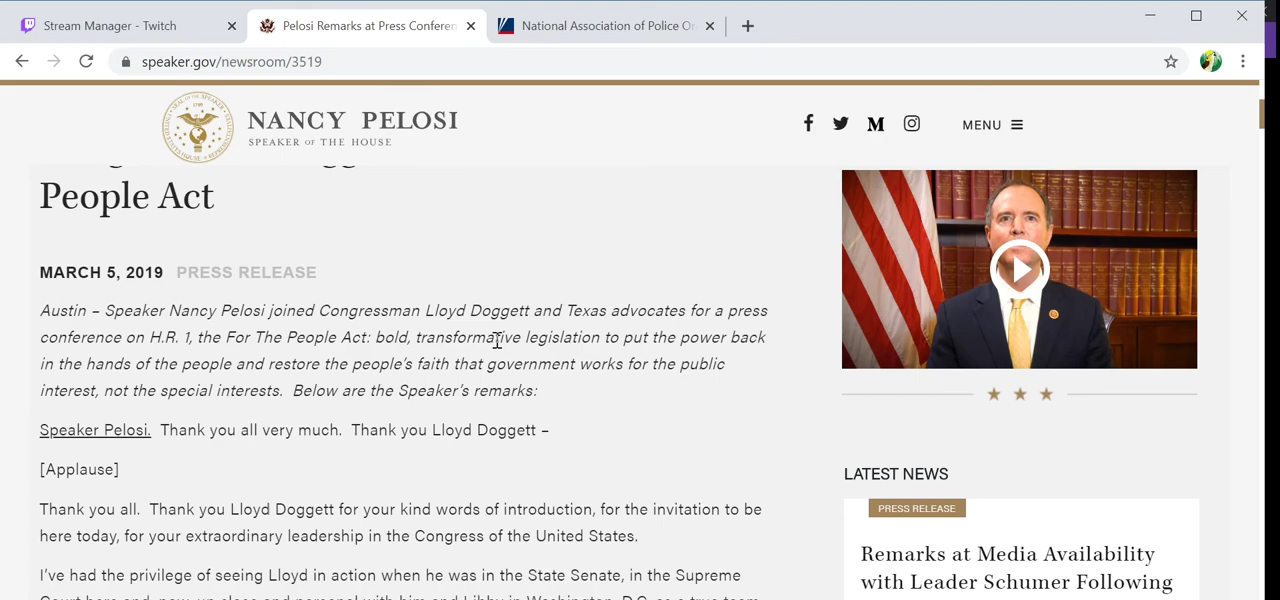 Stream Manager - Twitch
Pelosi Remarks at Press Conferen
National Association of Police Or
speaker.gov/newsroom/3519
NANCY PELOSI
SPEAKER OF THE HOUSE
MENU
People Act
MARCH 5, 2019 PRESS RELEASE
Austin – Speaker Nancy Pelosi joined Congressman Lloyd Doggett and Texas advocates for a press
conference on H.R. 1, the For The People Act: bold, transformative legislation to put the power back
in the hands of the people and restore the people's faith that government works for the public
interest, not the special interests.  Below are the Speaker's remarks:
Speaker Pelosi.  Thank you all very much.  Thank you Lloyd Doggett –
[Applause]
Thank you all.  Thank you Lloyd Doggett for your kind words of introduction, for the invitation to be
here today, for your extraordinary leadership in the Congress of the United States.
I've had the privilege of seeing Lloyd in action when he was in the State Senate, in the Supreme
LATEST NEWS
PRESS RELEASE
Remarks at Media Availability
with Leader Schumer Following